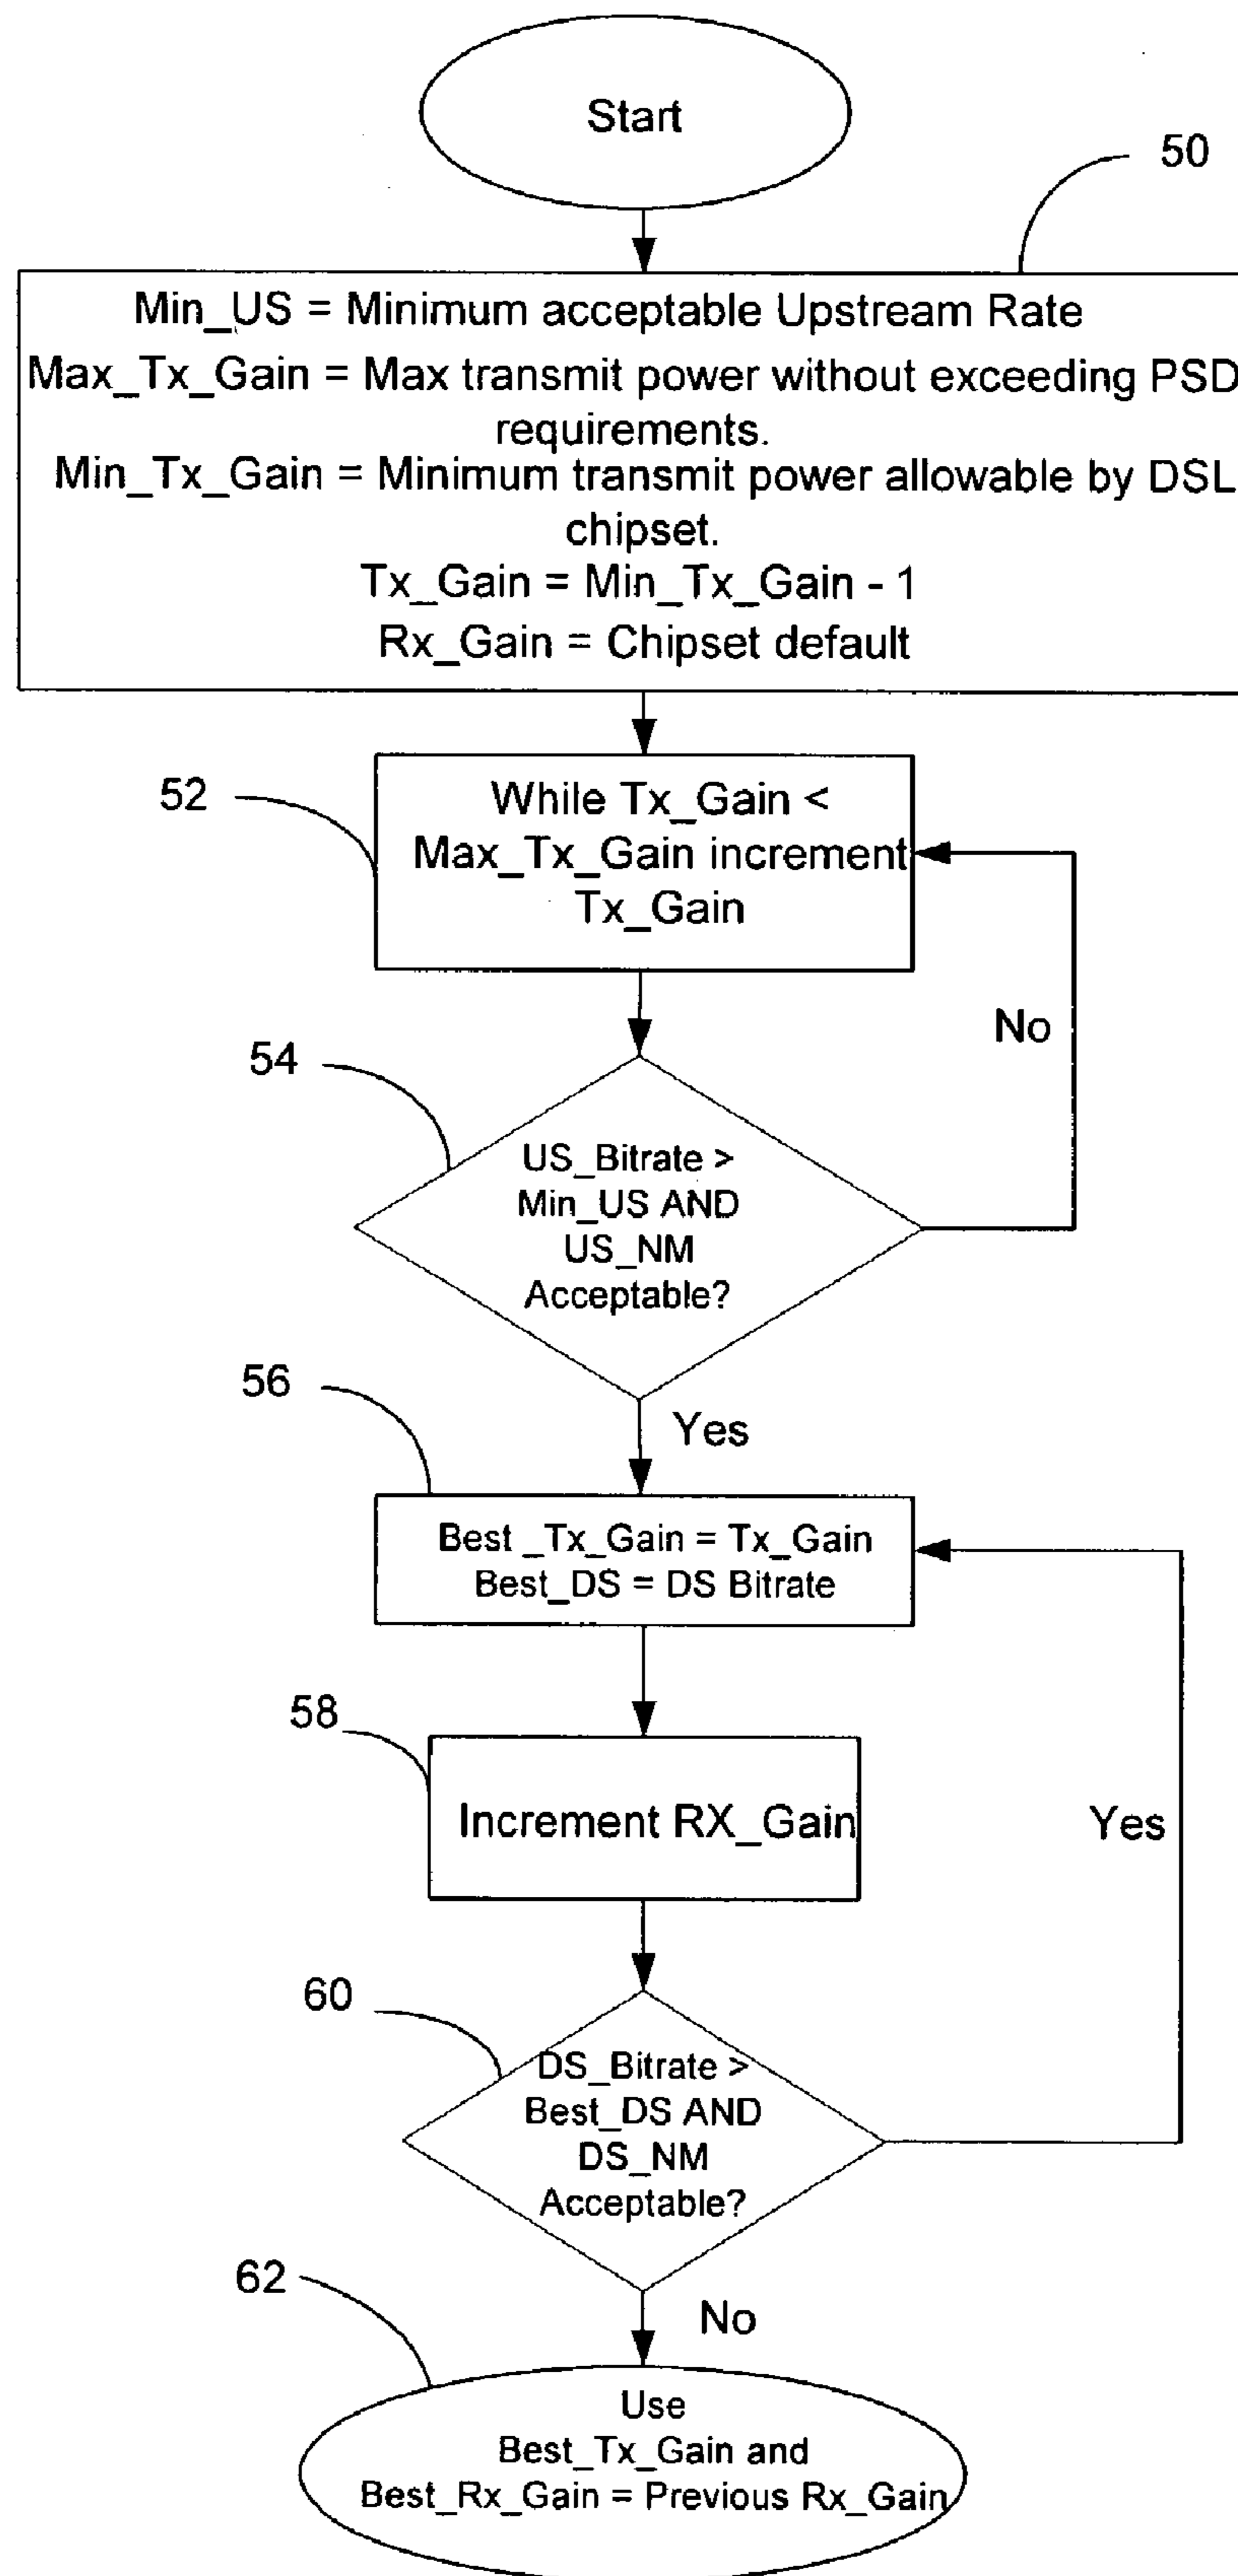 Start
50
Min_US = Minimum acceptable Upstream Rate
Max_Tx_Gain = Max transmit power without exceeding PSD
requirements.
Min_Tx_Gain = Minimum transmit power allowable by DSL
chipset.
Tx_Gain = Min_Tx_Gain - 1
Rx_Gain = Chipset default
52
While Tx_Gain <
Max_Tx_Gain increment
Tx_Gain
No
54
US_Bitrate >
Min_US AND
US_NM
Acceptable?
Yes
56
Best _Tx_Gain = Tx_Gain
Best_DS = DS Bitrate
58
Increment RX_Gain
Yes
60
DS_Bitrate >
Best_DS AND
DS_NM
Acceptable?
No
62
Use
Best_Tx_Gain and
Best_Rx_Gain = Previous Rx_Gain